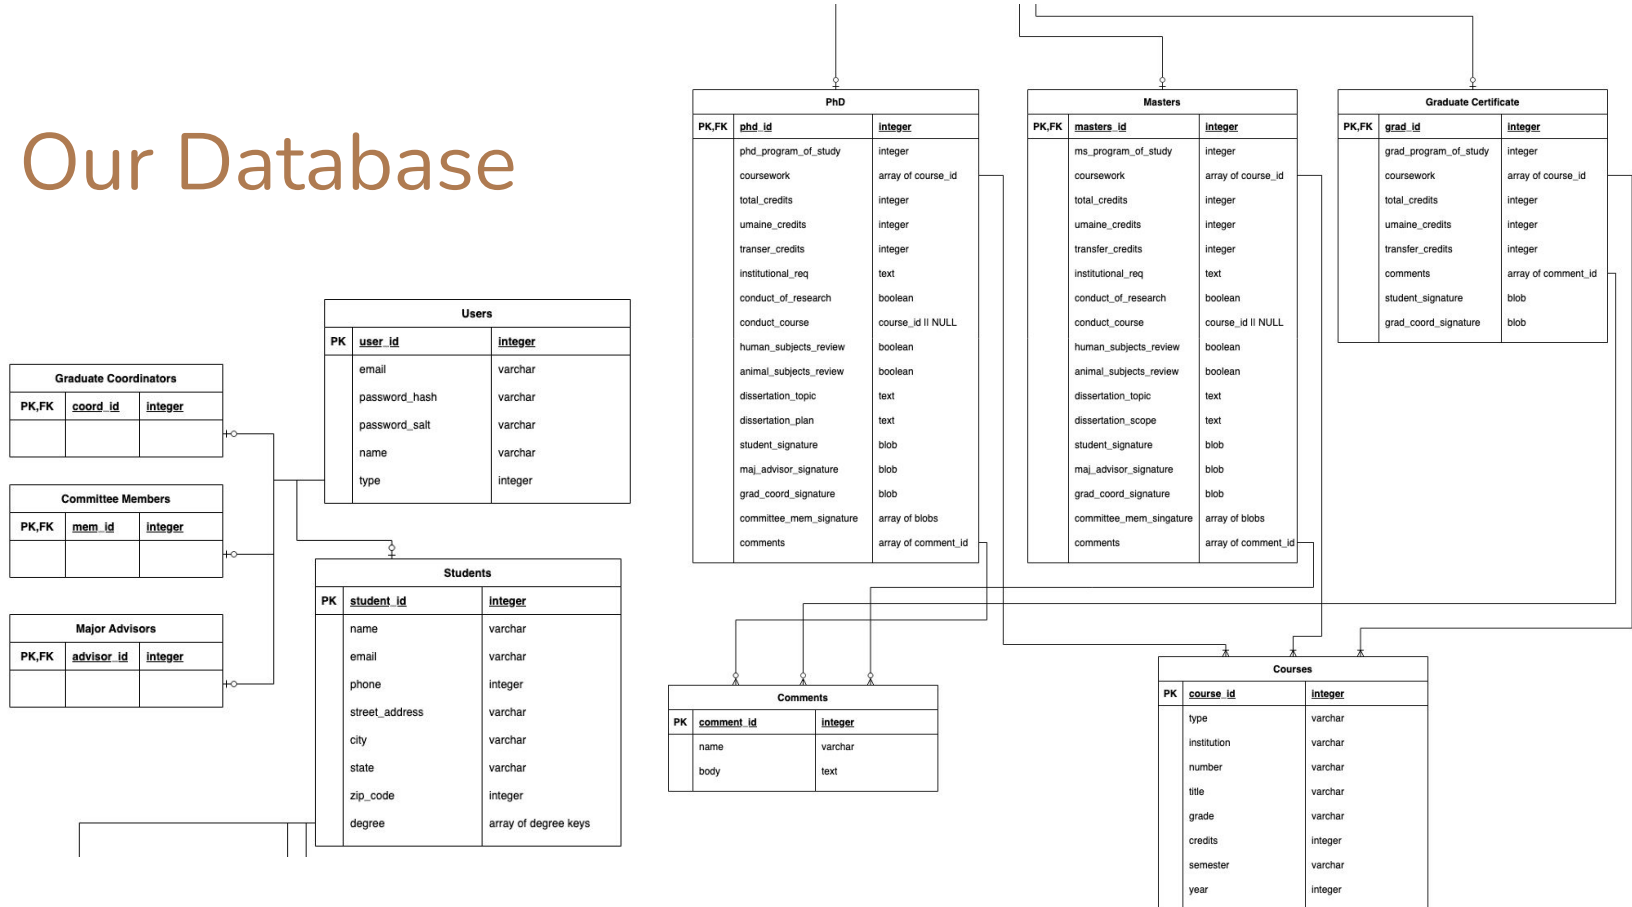 Our Database
Users
PK user_id integer
email varchar
password_hash varchar
password_salt varchar
name varchar
type integer
Graduate Coordinators
PK,FK coord_id integer
Committee Members
PK,FK mem_id integer
Major Advisors
PK,FK advisor_id integer
Students
PK student_id integer
name varchar
email varchar
phone integer
street_address varchar
city varchar
state varchar
zip_code integer
degree array of degree keys
PhD
PK,FK phd_id integer
phd_program_of_study integer
coursework array of course_id
total_credits integer
umaine_credits integer
transer_credits integer
institutional_req text
conduct_of_research boolean
conduct_course course_id || NULL
human_subjects_review boolean
animal_subjects_review boolean
dissertation_topic text
dissertation_plan text
student_signature blob
maj_advisor_signature blob
grad_coord_signature blob
committee_mem_signature array of blobs
comments array of comment_id
Masters
PK,FK masters_id integer
ms_program_of_study integer
coursework array of course_id
total_credits integer
umaine_credits integer
transfer_credits integer
institutional_req text
conduct_of_research boolean
conduct_course course_id || NULL
human_subjects_review boolean
animal_subjects_review boolean
dissertation_topic text
dissertation_scope text
student_signature blob
maj_advisor_signature blob
grad_coord_signature blob
committee_mem_singature array of blobs
comments array of comment_id
Graduate Certificate
PK,FK grad_id integer
grad_program_of_study integer
coursework array of course_id
total_credits integer
umaine_credits integer
transfer_credits integer
comments array of comment_id
student_signature blob
grad_coord_signature blob
Comments
PK comment_id integer
name varchar
body text
Courses
PK course_id integer
type varchar
institution varchar
number varchar
title varchar
grade varchar
credits integer
semester varchar
year integer